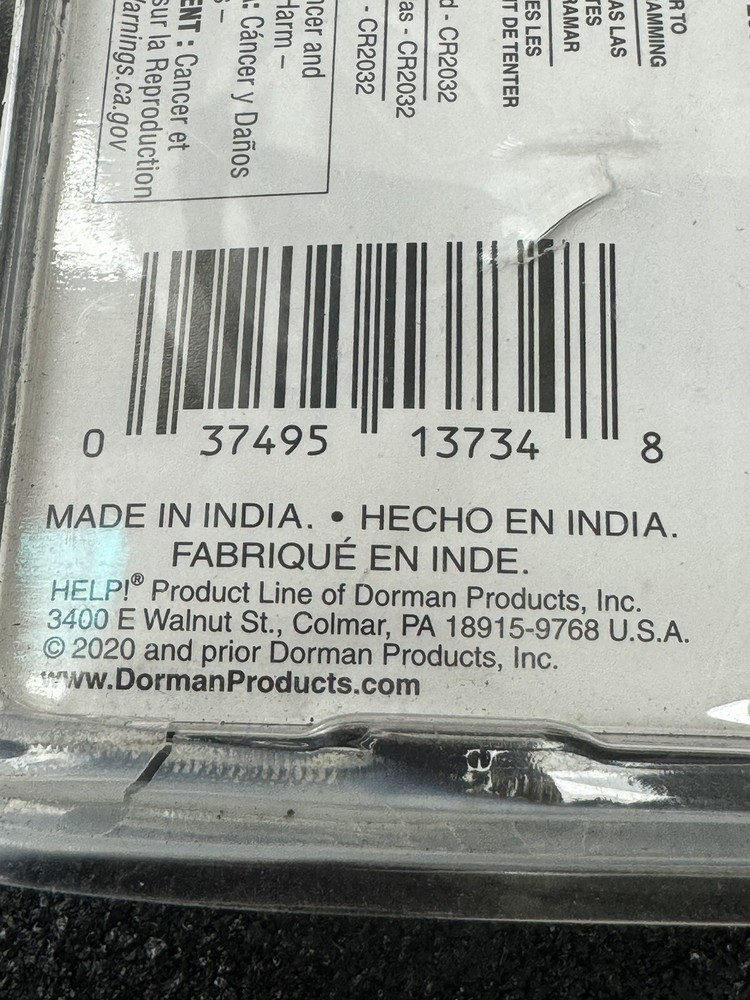 ncer and
Harm –
: Cáncer y Daños
ENT : Cancer et
sur la Reproduction
Warnings.ca.gov
d - CR2032
as - CR2032
- CR2032
R TO
AMMING
AS LAS
TES
RAMAR
ES LES
T DE TENTER
0 37495 13734 8
MADE IN INDIA. • HECHO EN INDIA.
FABRIQUÉ EN INDE.
HELP!® Product Line of Dorman Products, Inc.
3400 E Walnut St., Colmar, PA 18915-9768 U.S.A.
© 2020 and prior Dorman Products, Inc.
www.DormanProducts.com